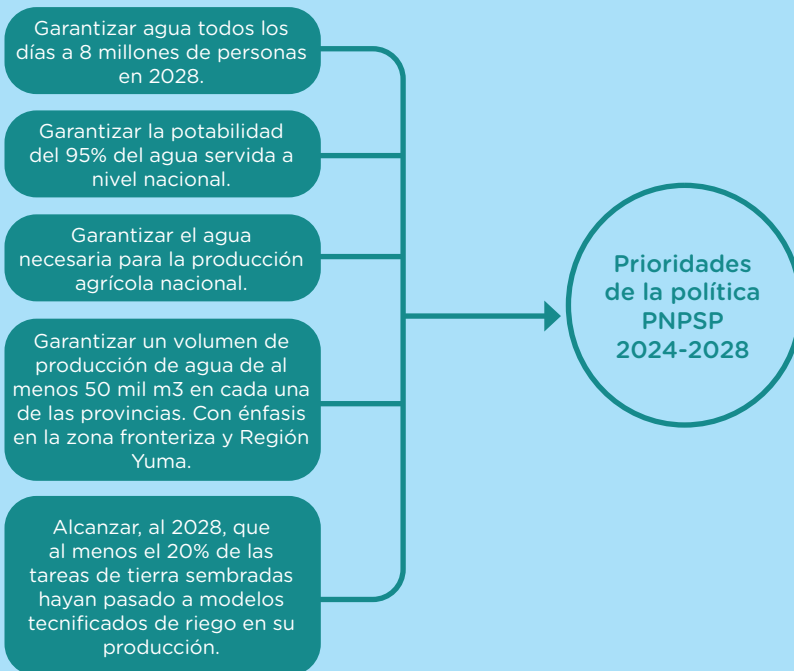 Garantizar agua todos los
días a 8 millones de personas
en 2028.
Garantizar la potabilidad
del 95% del agua servida a
nivel nacional.
Garantizar el agua
necesaria para la producción
agrícola nacional.
Garantizar un volumen de
producción de agua de al
menos 50 mil m3 en cada una
de las provincias. Con énfasis
en la zona fronteriza y Región
Yuma.
Alcanzar, al 2028, que
al menos el 20% de las
tareas de tierra sembradas
hayan pasado a modelos
tecnificados de riego en su
producción.
Prioridades
de la política
PNPSP
2024-2028